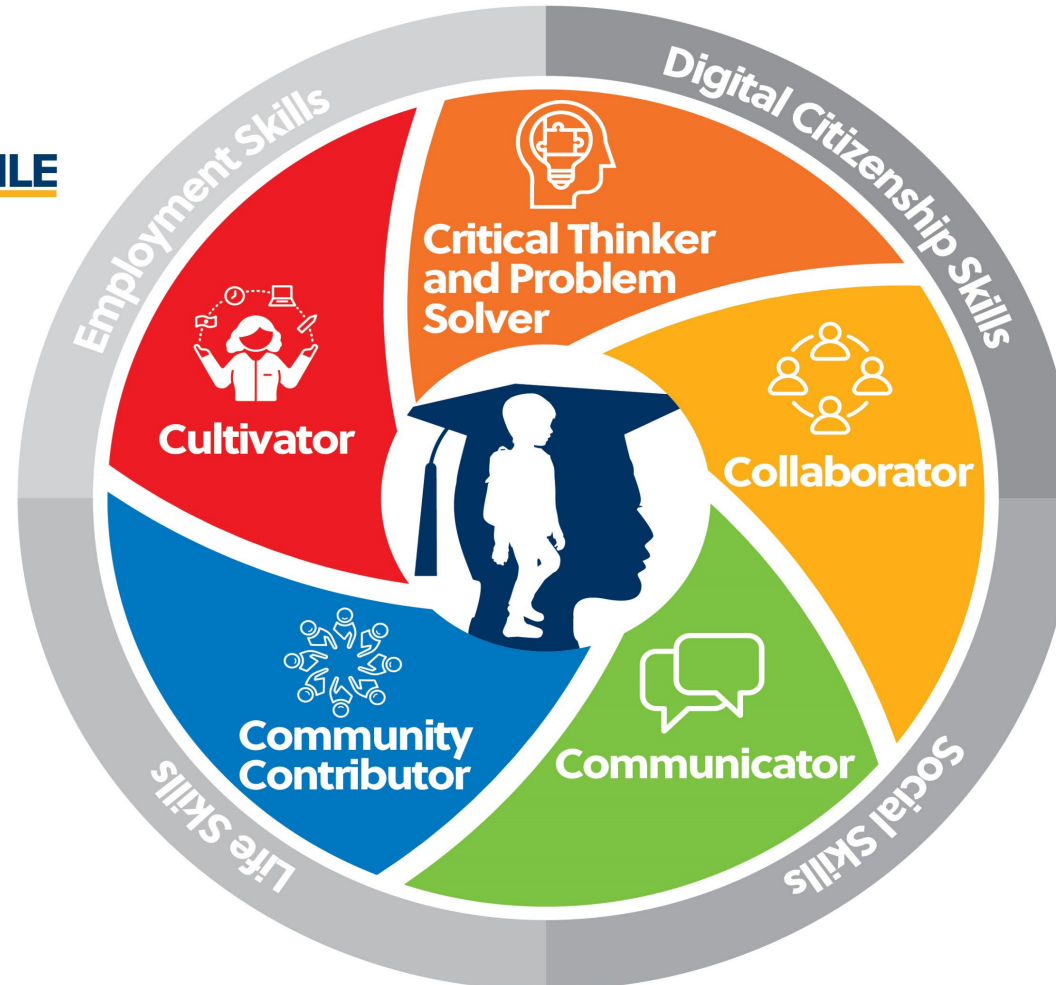 ILE
Employment Skills
Digital Citizenship Skills
Critical Thinker
and Problem
Solver
Cultivator
Collaborator
Community
Contributor
Communicator
Life Skills
Social Skills